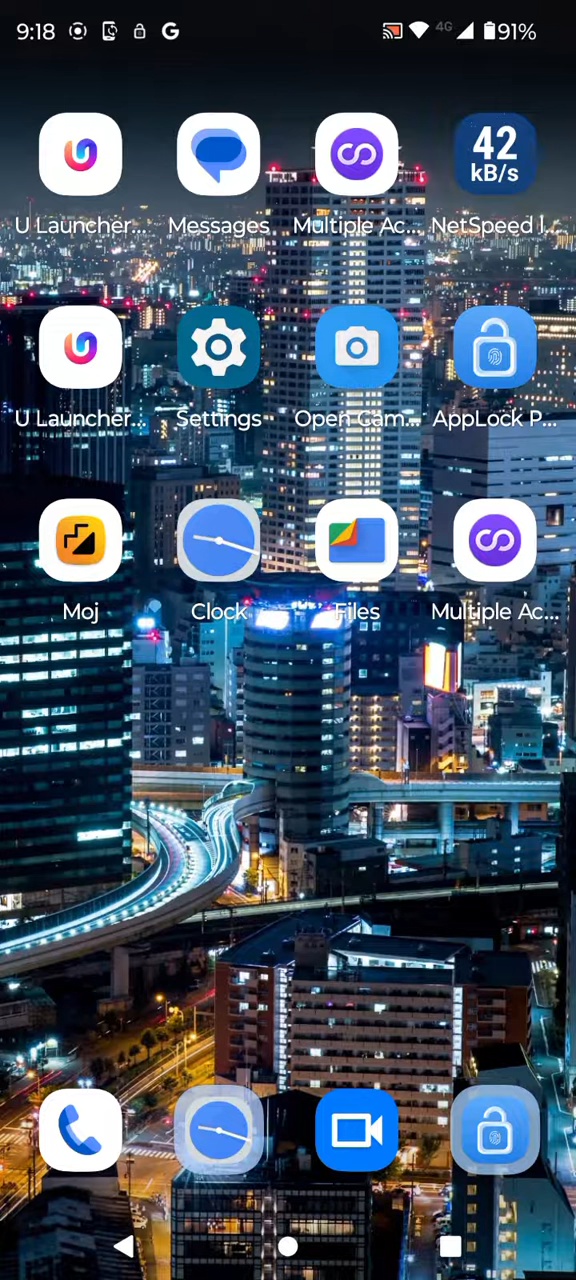 9:18 G 4G 91%
42
kB/s
U Launcher... Messages Multiple Ac... NetSpeed I...
U Launcher... Settings Open Cam... AppLock P...
Moj Clock Files Multiple Ac...